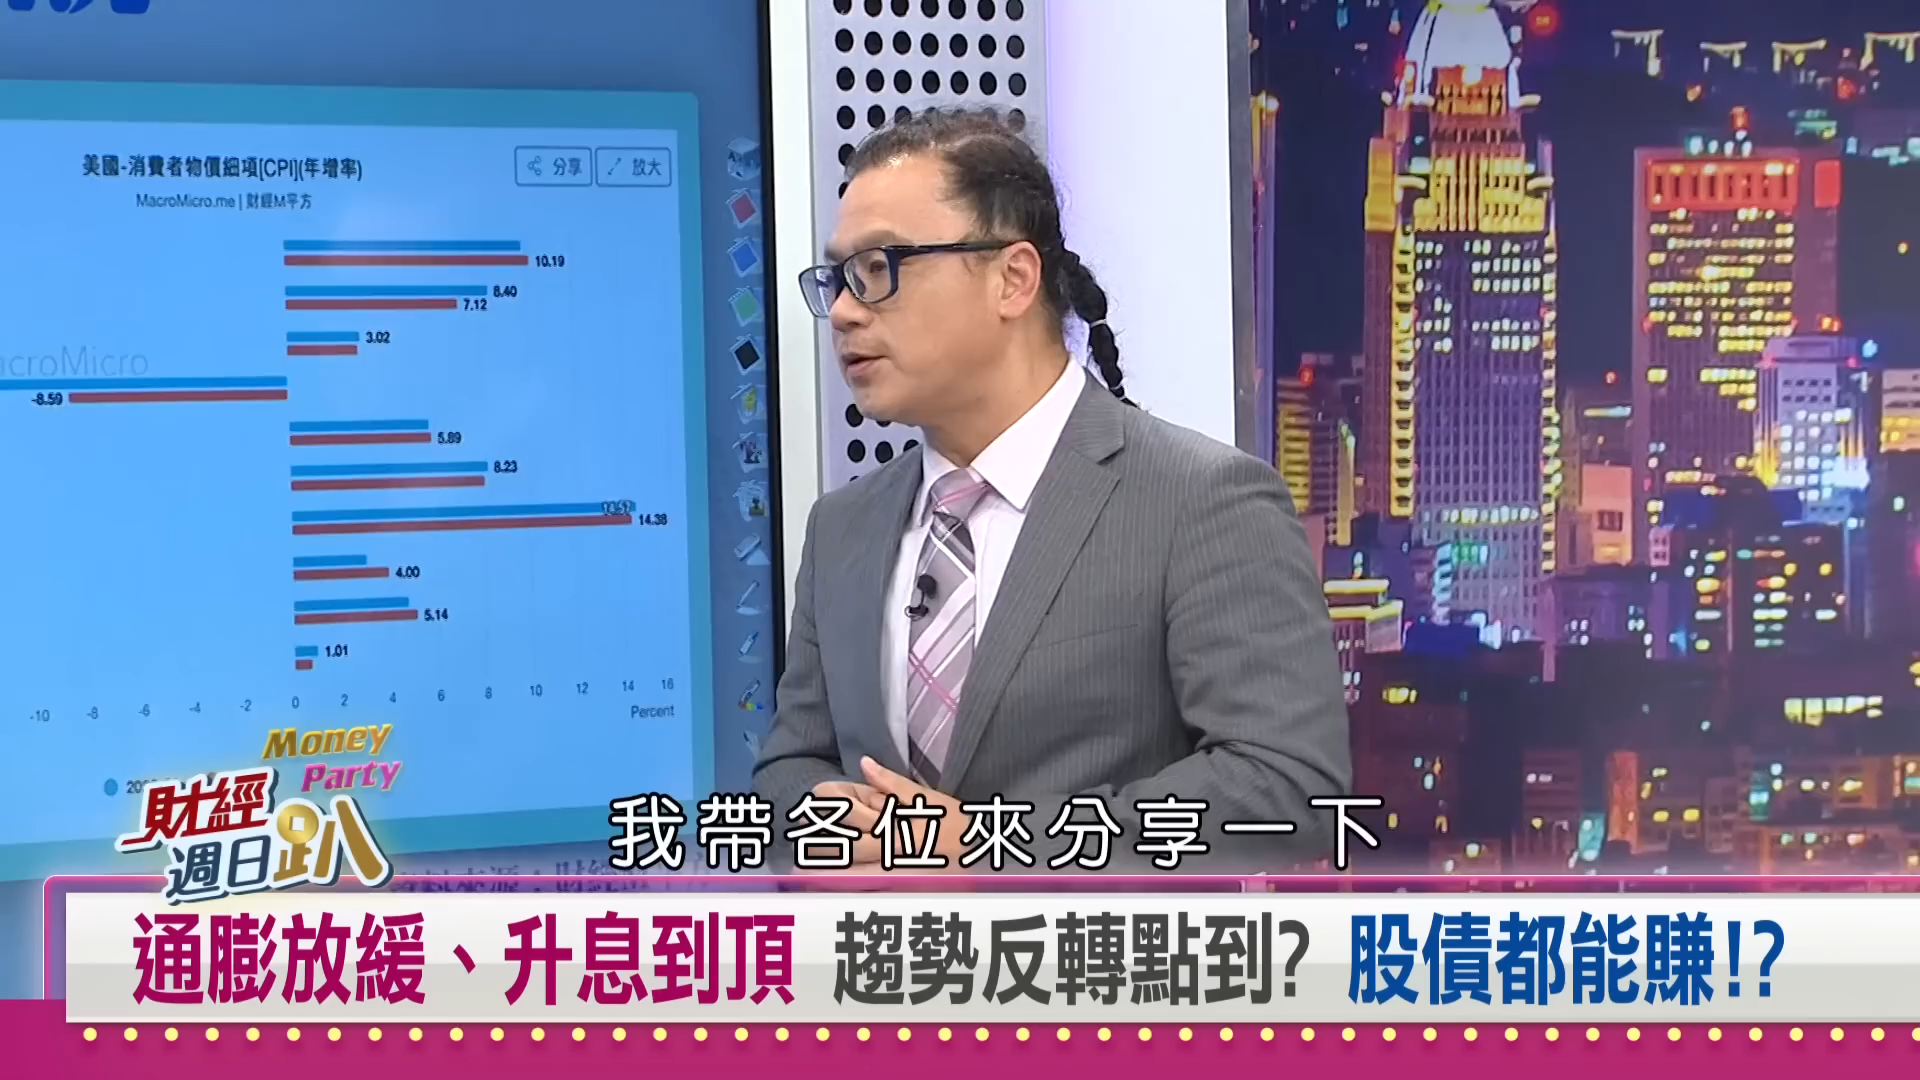 美國-消費者物價細項[CPI](年增率)
分享
放大
MacroMicro.me | 財經M平方
10.19
8.40
7.12
3.02
acroMicro
-8.59
5.89
8.23
14.57
14.38
4.00
5.14
1.01
-10 -8 -6 -4 -2 0 2 4 6 8 10 12 14 16
Percent
Money
Party
財經
週日趴
我帶各位來分享一下
通膨放緩、升息到頂 趨勢反轉點到? 股債都能賺!?